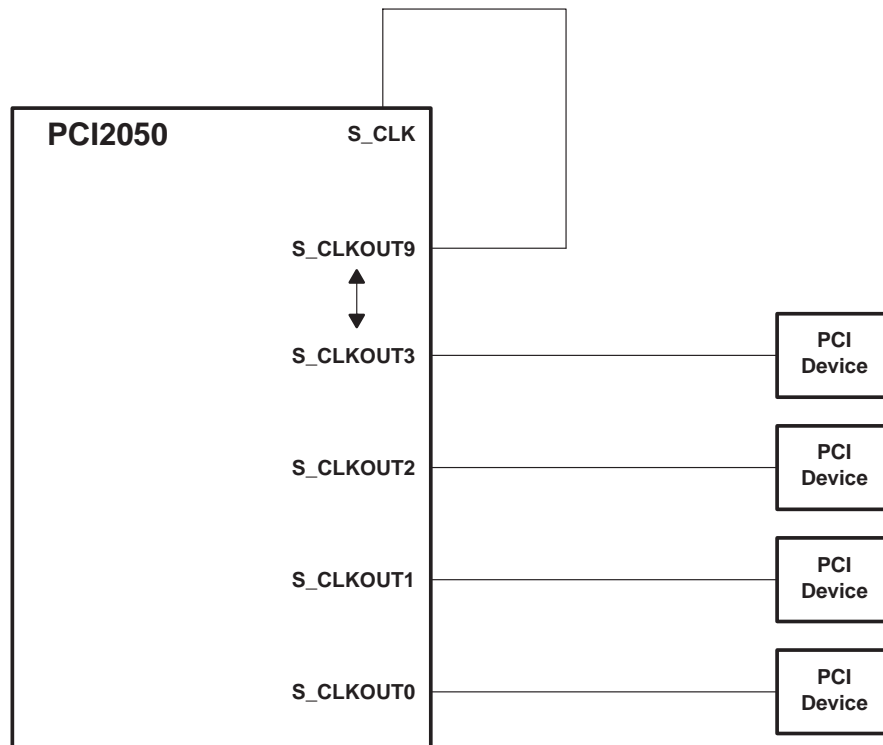 PCI2050
S_CLK
S_CLKOUT9
S_CLKOUT3
PCI
Device
S_CLKOUT2
PCI
Device
S_CLKOUT1
PCI
Device
S_CLKOUT0
PCI
Device